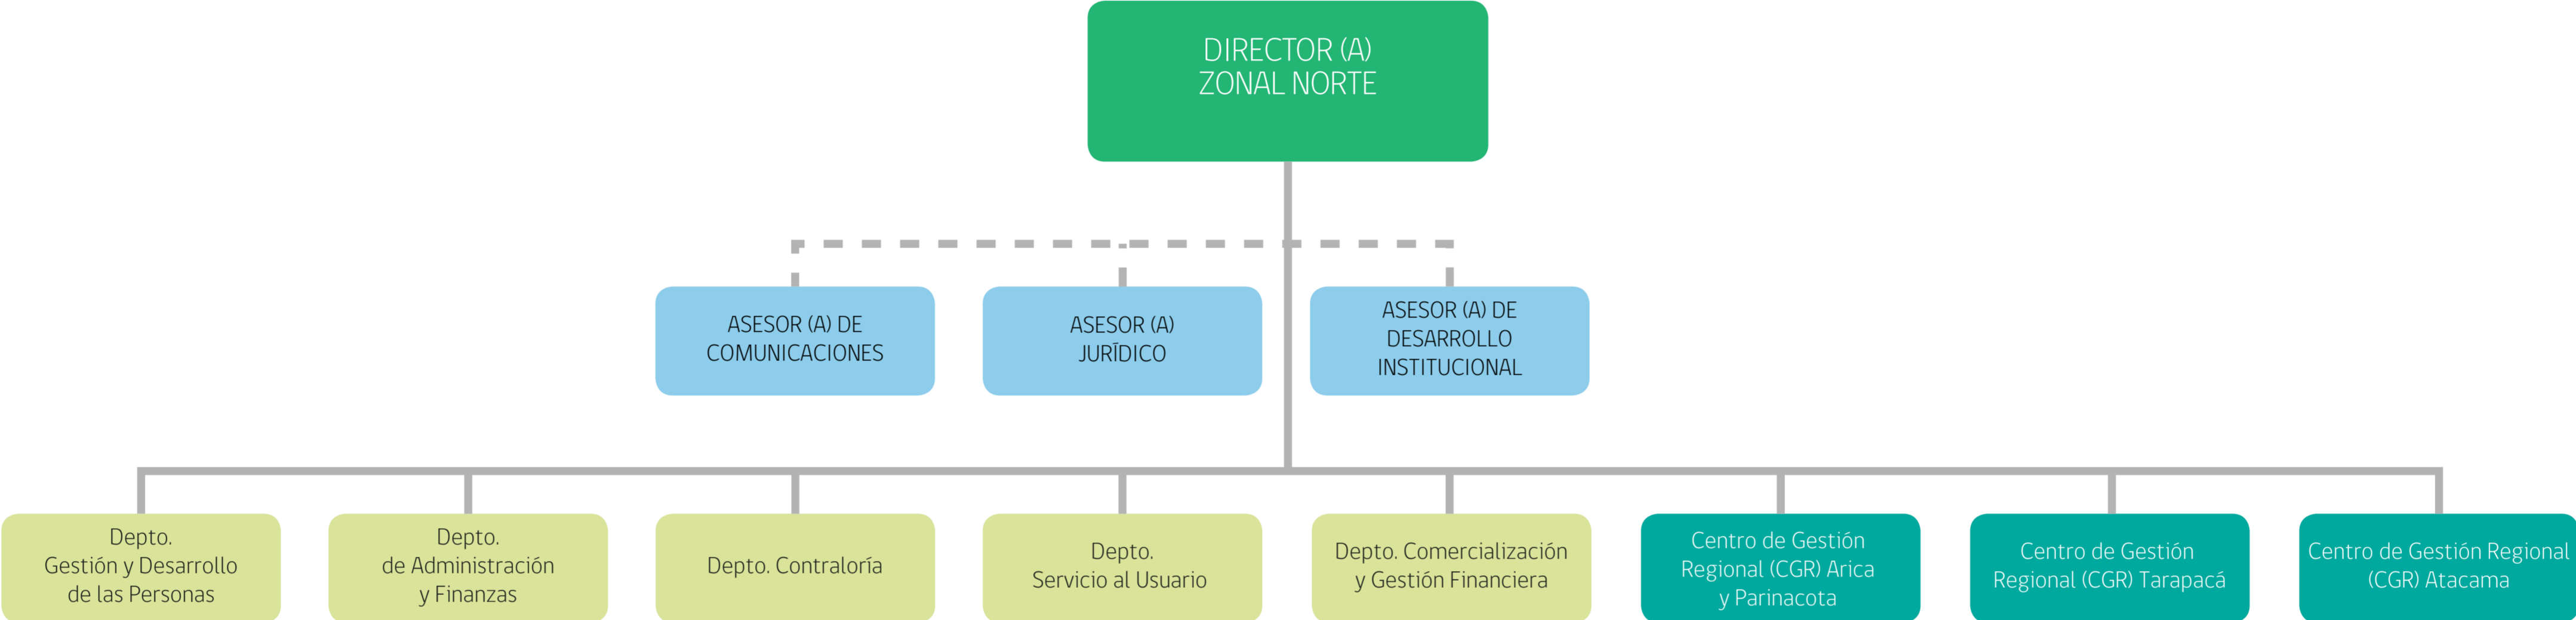 DIRECTOR (A)
ZONAL NORTE
ASESOR (A) DE
COMUNICACIONES
ASESOR (A)
JURÍDICO
ASESOR (A) DE
DESARROLLO
INSTITUCIONAL
Depto.
Gestión y Desarrollo
de las Personas
Depto.
de Administración
y Finanzas
Depto. Contraloría
Depto.
Servicio al Usuario
Depto. Comercialización
y Gestión Financiera
Centro de Gestión
Regional (CGR) Arica
y Parinacota
Centro de Gestión
Regional (CGR) Tarapacá
Centro de Gestión Regional
(CGR) Atacama